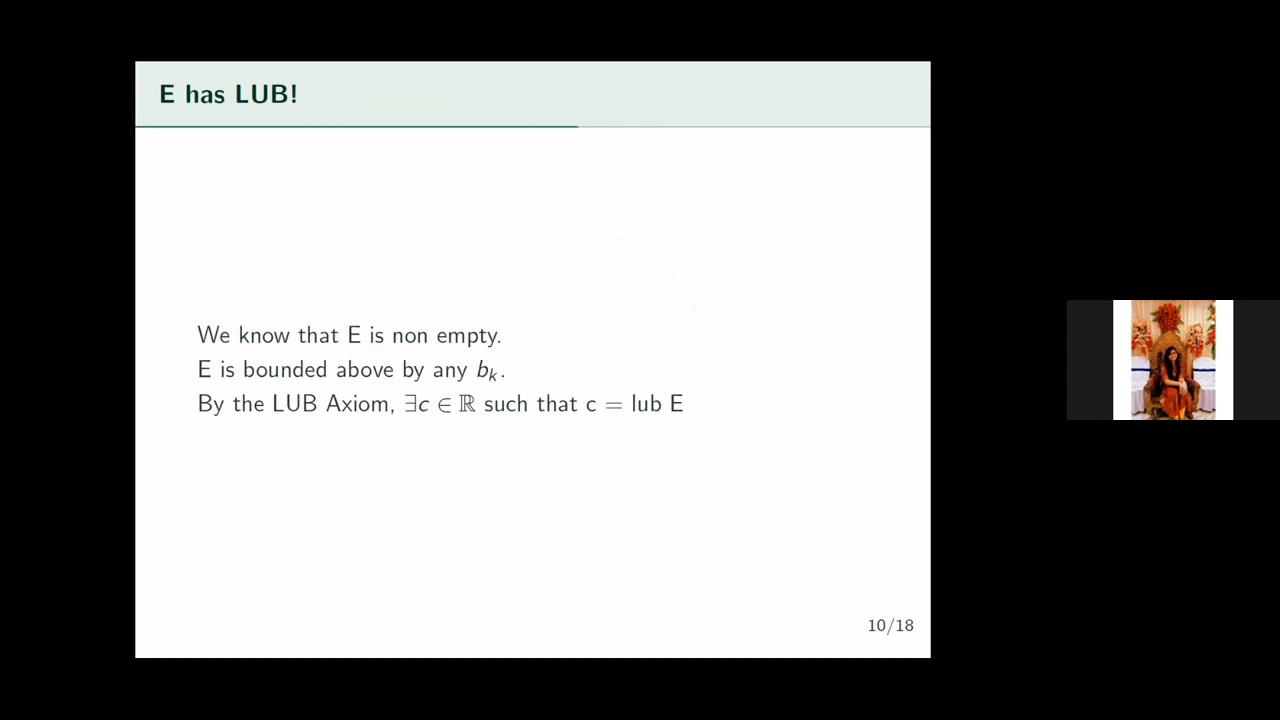 E has LUB!
We know that E is non empty.
E is bounded above by any bₖ.
By the LUB Axiom, ∃c ∈ ℝ such that c = lub E
10/18